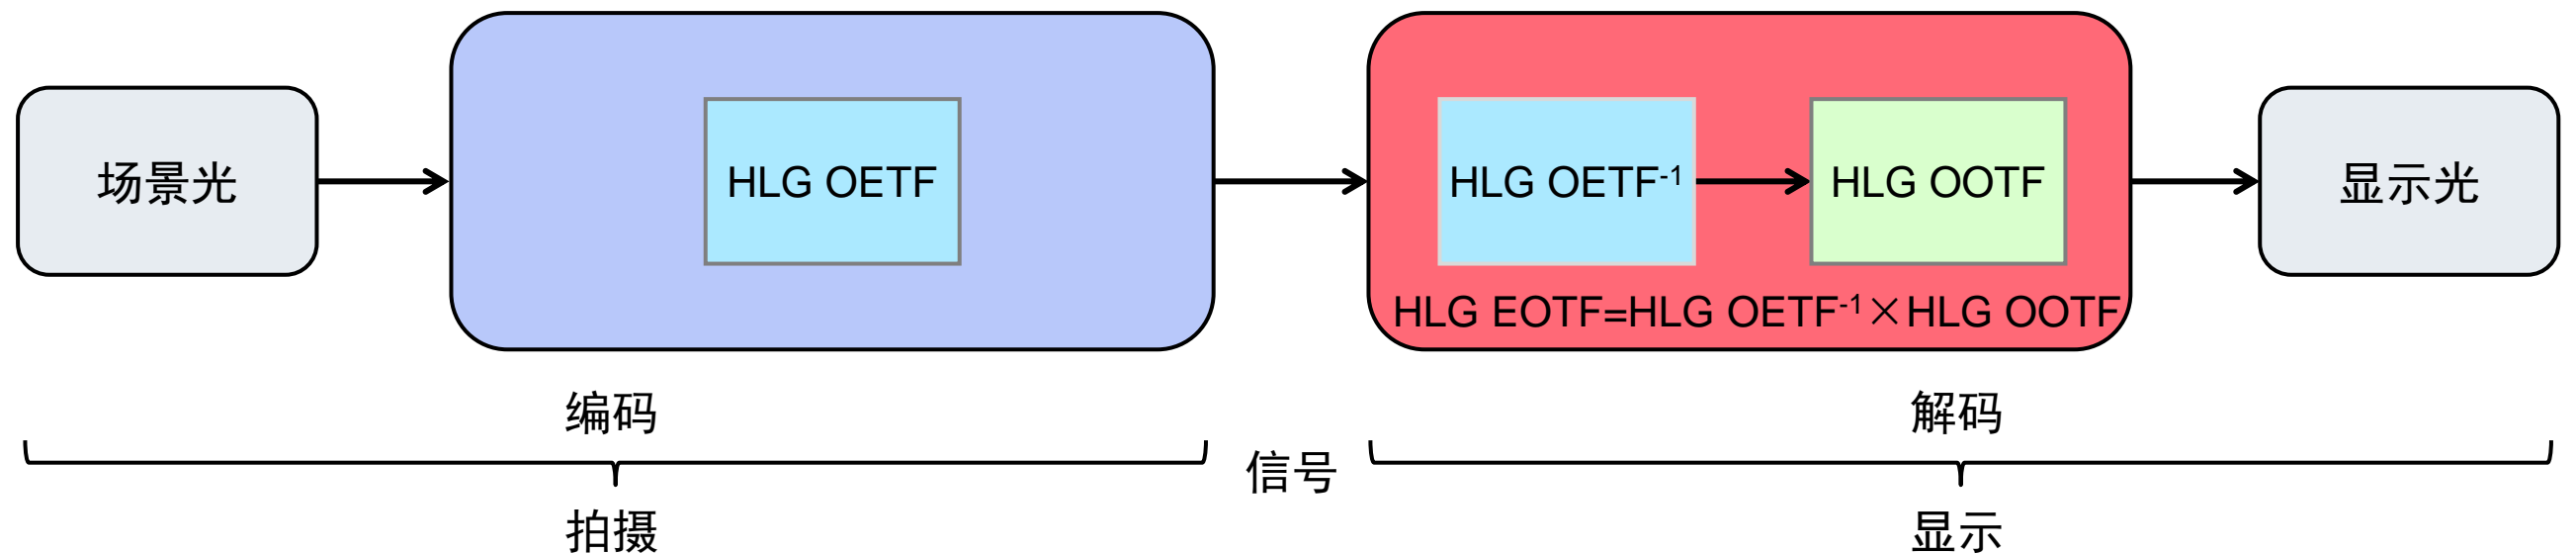 场景光
HLG OETF
HLG OETF⁻¹
HLG OOTF
HLG EOTF=HLG OETF⁻¹×HLG OOTF
显示光
编码
拍摄
信号
解码
显示